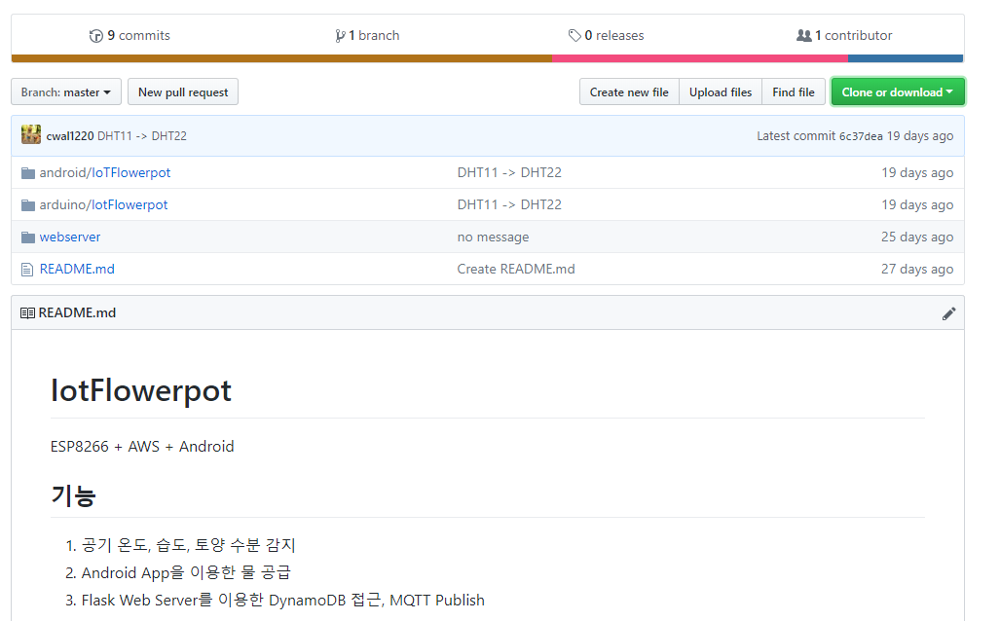 9 commits 1 branch 0 releases 1 contributor
Branch: master New pull request Create new file Upload files Find file Clone or download
cwal1220 DHT11 -> DHT22 Latest commit 6c37dea 19 days ago
android/IoTFlowerpot DHT11 -> DHT22 19 days ago
arduino/IotFlowerpot DHT11 -> DHT22 19 days ago
webserver no message 25 days ago
README.md Create README.md 27 days ago
README.md
IotFlowerpot
ESP8266 + AWS + Android
기능
1. 공기 온도, 습도, 토양 수분 감지
2. Android App을 이용한 물 공급
3. Flask Web Server를 이용한 DynamoDB 접근, MQTT Publish